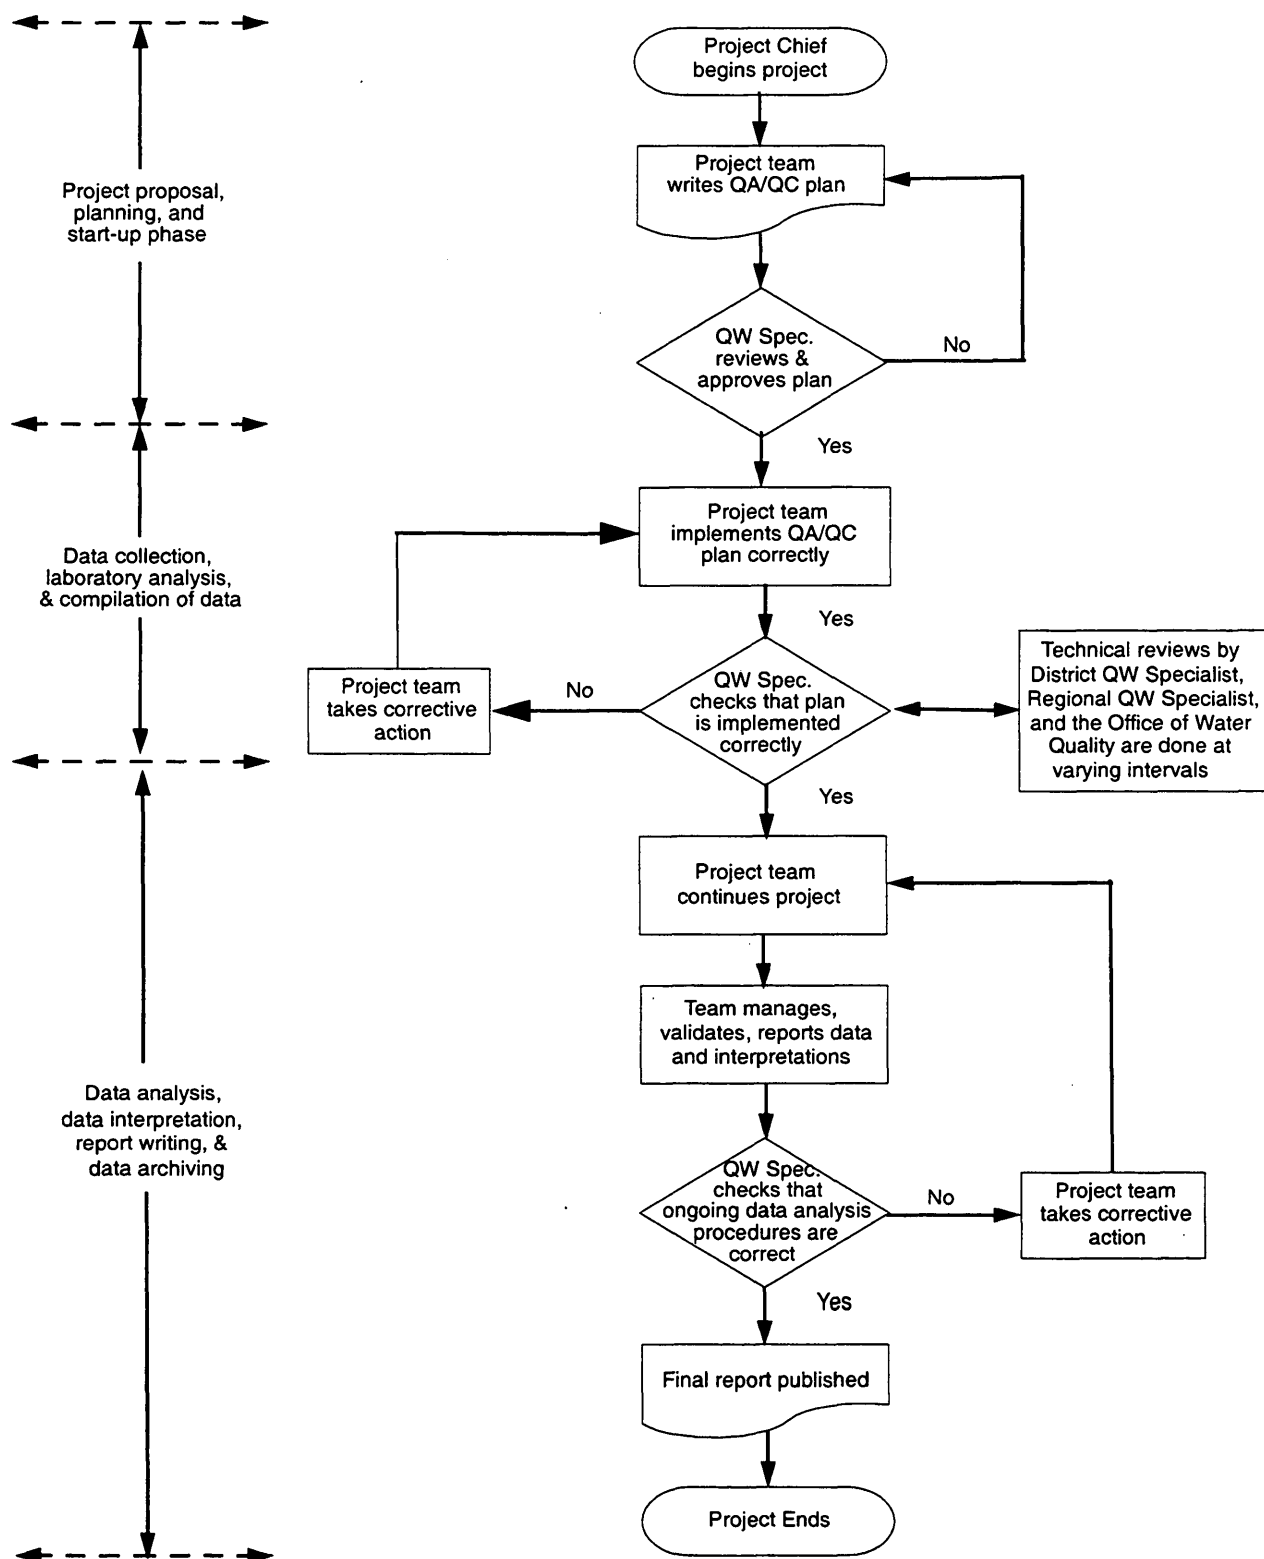 Project Chief
begins project
Project team
writes QA/QC plan
Project proposal,
planning, and
start-up phase
QW Spec.
reviews &
approves plan
No
Yes
Project team
implements QA/QC
plan correctly
Data collection,
laboratory analysis,
& compilation of data
Yes
Project team
takes corrective
action
No
QW Spec.
checks that plan
is implemented
correctly
Technical reviews by
District QW Specialist,
Regional QW Specialist,
and the Office of Water
Quality are done at
varying intervals
Yes
Project team
continues project
Team manages,
validates, reports data
and interpretations
Data analysis,
data interpretation,
report writing, &
data archiving
QW Spec.
checks that
ongoing data analysis
procedures are
correct
No
Project team
takes corrective
action
Yes
Final report published
Project Ends